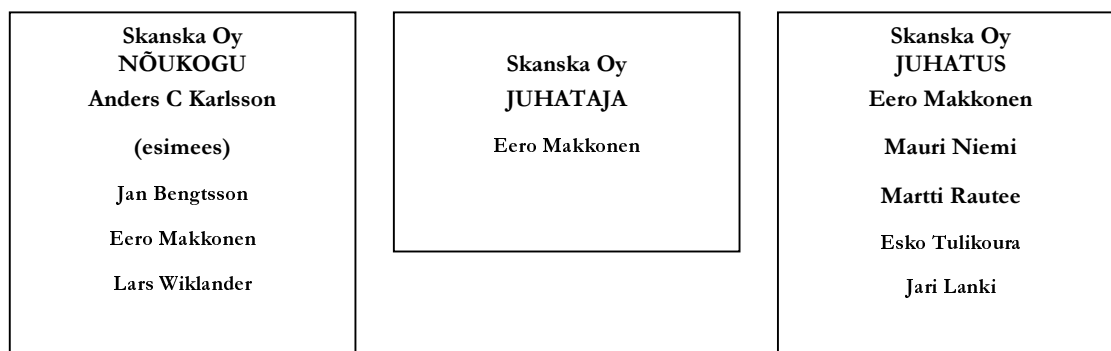 Skanska Oy
NÕUKOGU
Anders C Karlsson
(esimees)
Jan Bengtsson
Eero Makkonen
Lars Wiklander
Skanska Oy
JUHATAJA
Eero Makkonen
Skanska Oy
JUHATUS
Eero Makkonen
Mauri Niemi
Martti Rautee
Esko Tulikoura
Jari Lanki